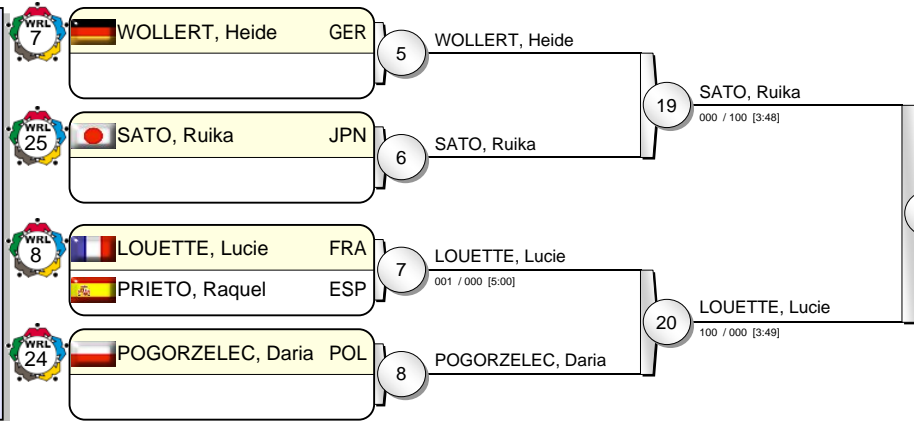 WRL
7
WOLLERT, Heide GER
5
WOLLERT, Heide
WRL
25
SATO, Ruika JPN
6
SATO, Ruika
19
SATO, Ruika
000 / 100 [3:48]
WRL
8
LOUETTE, Lucie FRA
PRIETO, Raquel ESP
7
LOUETTE, Lucie
001 / 000 [5:00]
WRL
24
POGORZELEC, Daria POL
8
POGORZELEC, Daria
20
LOUETTE, Lucie
100 / 000 [3:49]